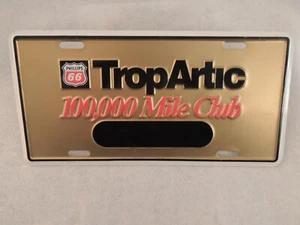 PHILLIPS
66
TropArtic
100,000 Mile Club